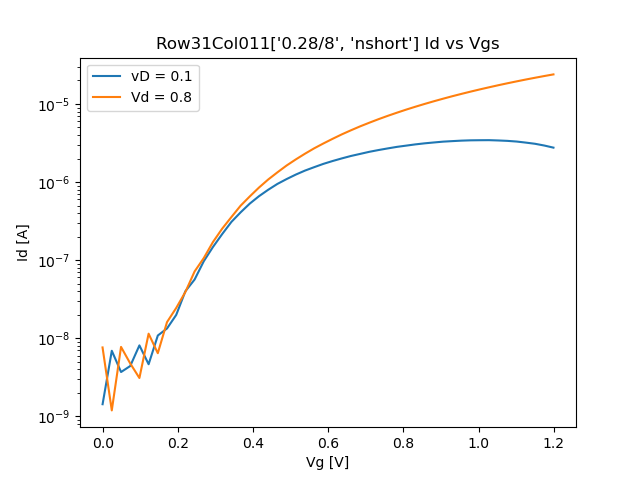 Row31Col011['0.28/8', 'nshort'] Id vs Vgs
vD = 0.1
Vd = 0.8
10⁻⁵
10⁻⁶
10⁻⁷
10⁻⁸
10⁻⁹
Id [A]
0.0 0.2 0.4 0.6 0.8 1.0 1.2
Vg [V]